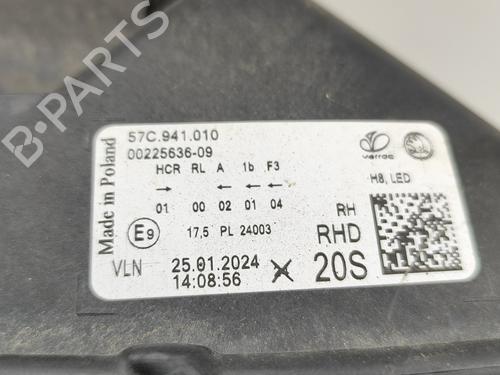 57C.941.010
00225636-09
varroc
HCR RL A 1b F3
H8, LED
→ ← ← ←
01 00 02 01 04
RH
E9 17,5 PL 24003
RHD
VLN 25.01.2024
14:08:56
20S
Made in Poland